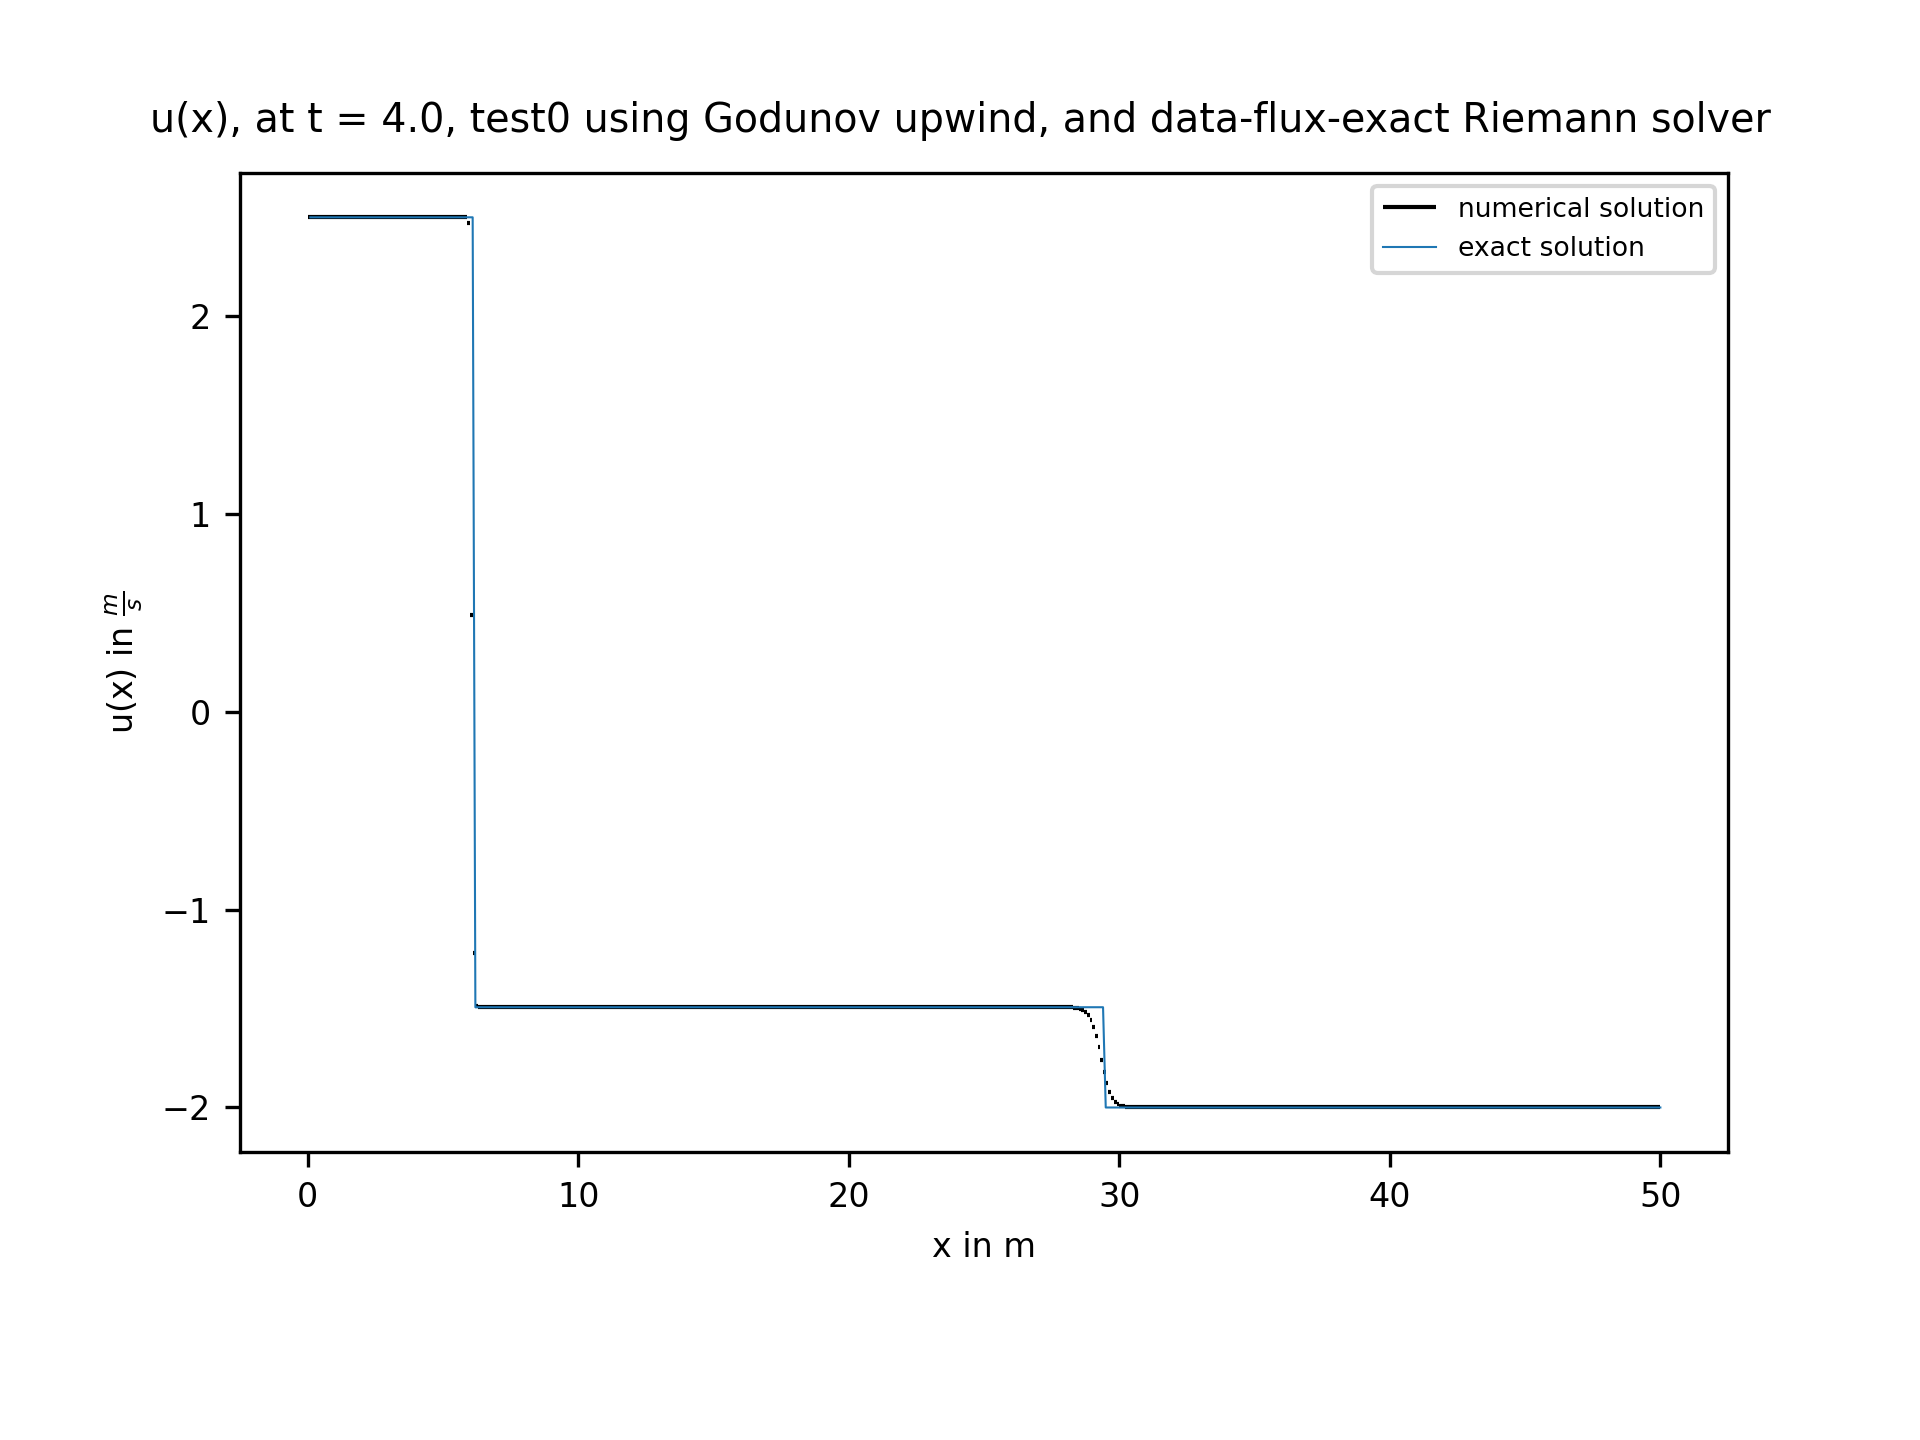 u(x), at t = 4.0, test0 using Godunov upwind, and data-flux-exact Riemann solver
numerical solution
exact solution
2
1
0
−1
−2
u(x) in m/s
0 10 20 30 40 50
x in m